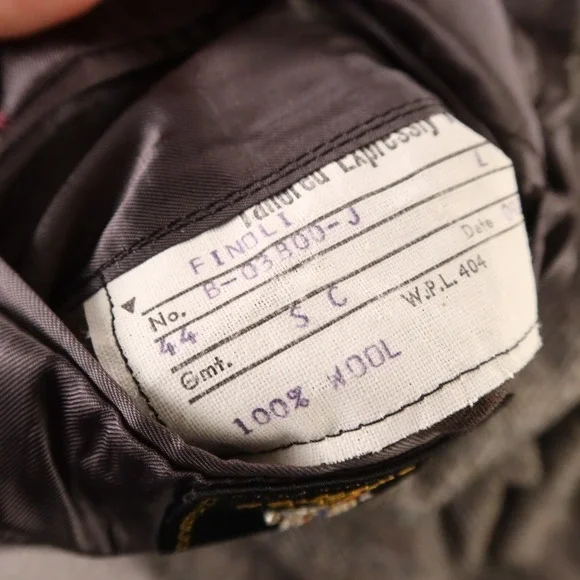 Tailored Expressly
FINOLI L
No. B-03800-J Date
44 S C
Gmt. W.P.L. 404
100% WOOL